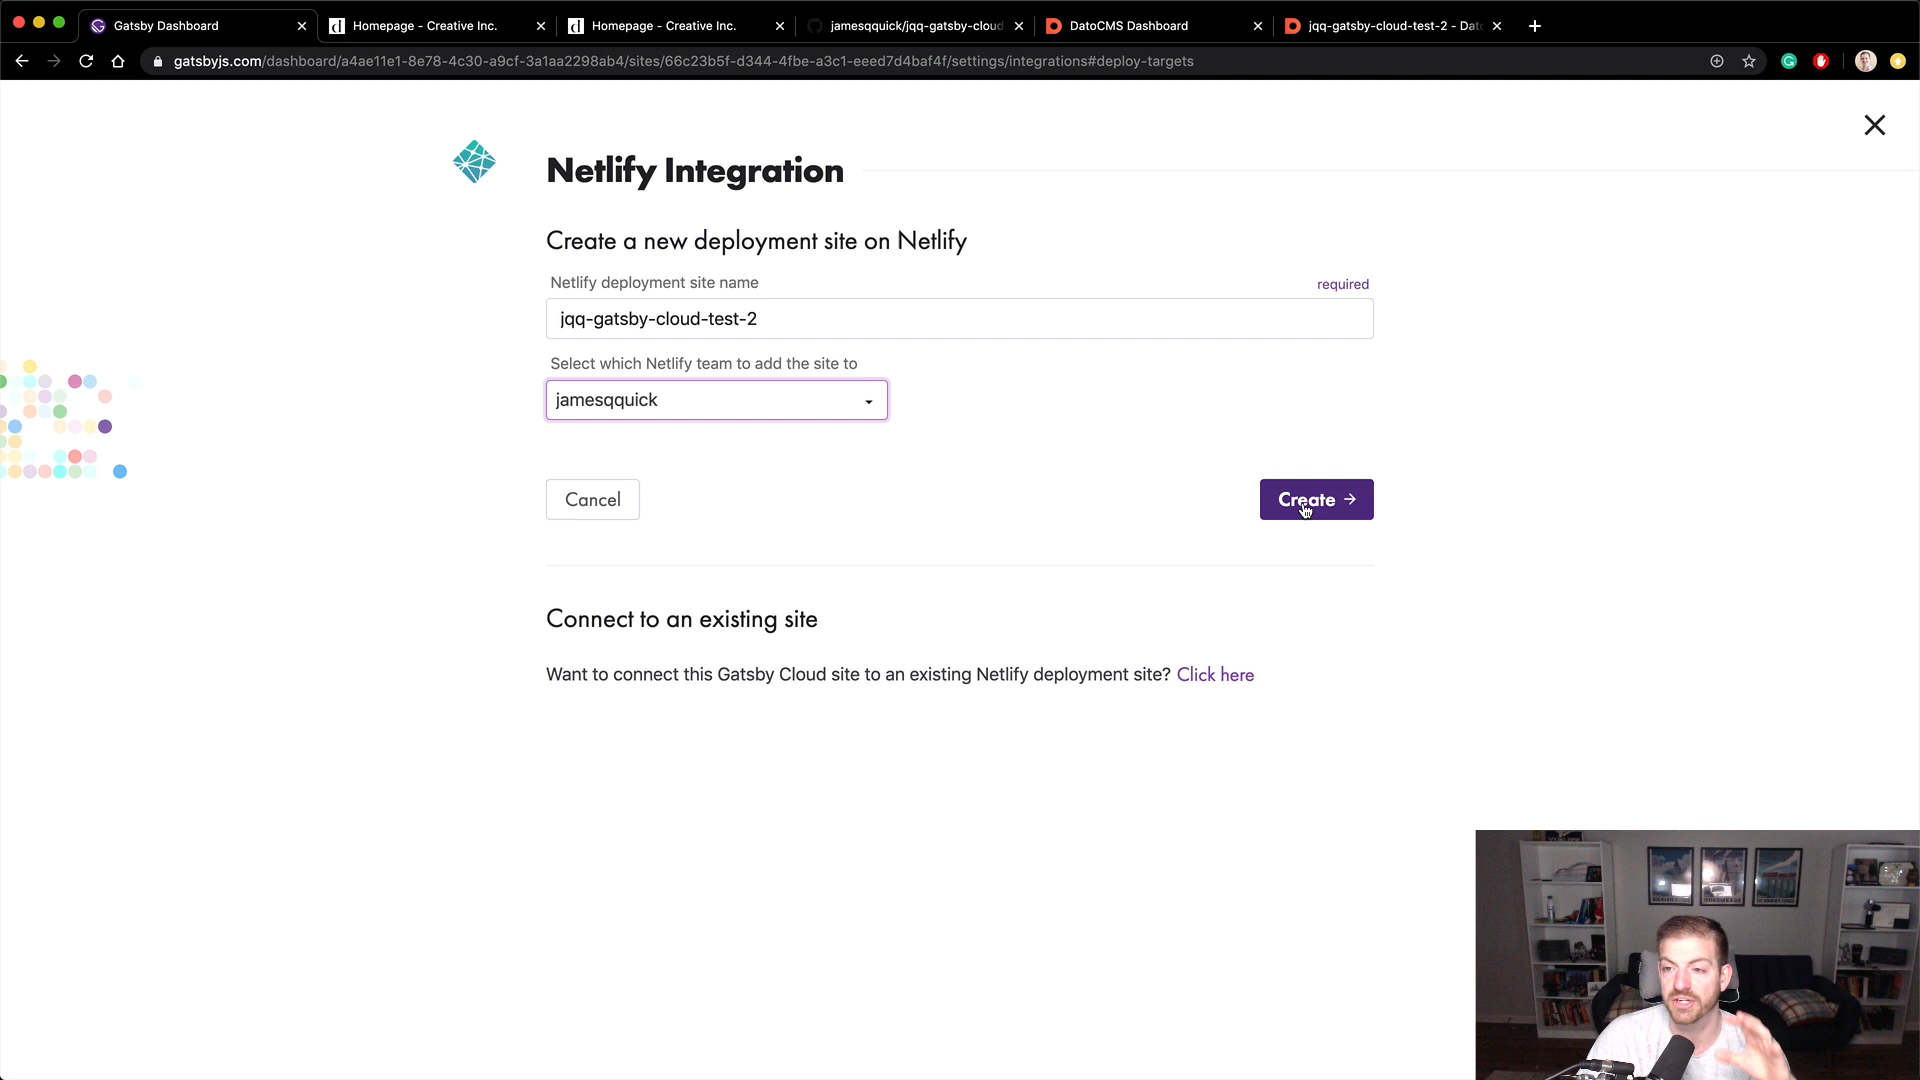 Gatsby Dashboard
Homepage - Creative Inc.
Homepage - Creative Inc.
jamesqquick/jqq-gatsby-cloud
DatoCMS Dashboard
jqq-gatsby-cloud-test-2 - Dato
gatsbyjs.com/dashboard/a4ae11e1-8e78-4c30-a9cf-3a1aa2298ab4/sites/66c23b5f-d344-4fbe-a3c1-eeed7d4baf4f/settings/integrations#deploy-targets
Netlify Integration
Create a new deployment site on Netlify
Netlify deployment site name
required
jqq-gatsby-cloud-test-2
Select which Netlify team to add the site to
jamesqquick
Cancel
Create →
Connect to an existing site
Want to connect this Gatsby Cloud site to an existing Netlify deployment site? Click here